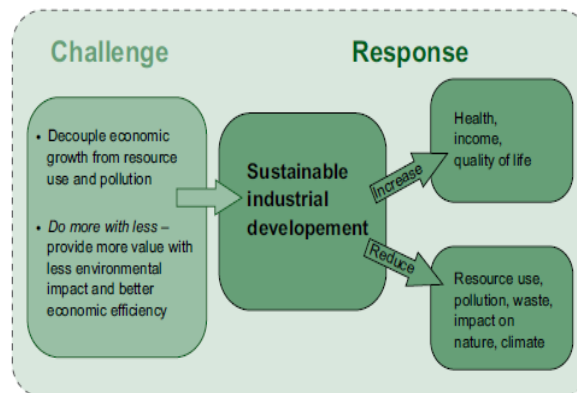 Challenge
Response
• Decouple economic
growth from resource
use and pollution
• Do more with less –
provide more value with
less environmental
impact and better
economic efficiency
Sustainable
industrial
developement
Increase
Reduce
Health,
income,
quality of life
Resource use,
pollution, waste,
impact on
nature, climate